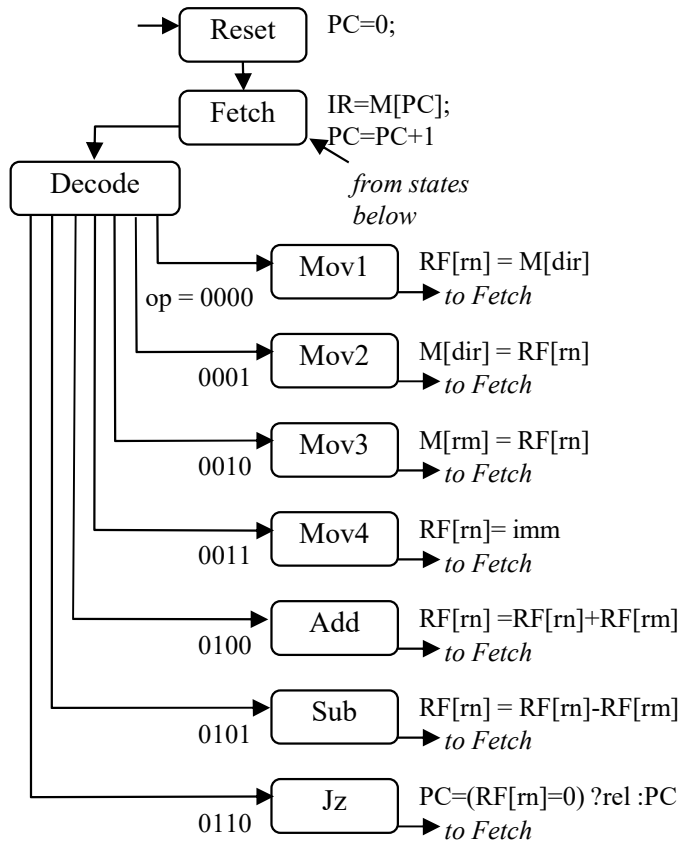 Reset PC=0;
Fetch IR=M[PC];
PC=PC+1
Decode from states
below
Mov1 RF[rn] = M[dir]
op = 0000 to Fetch
Mov2 M[dir] = RF[rn]
0001 to Fetch
Mov3 M[rm] = RF[rn]
0010 to Fetch
Mov4 RF[rn]= imm
0011 to Fetch
Add RF[rn] =RF[rn]+RF[rm]
0100 to Fetch
Sub RF[rn] = RF[rn]-RF[rm]
0101 to Fetch
Jz PC=(RF[rn]=0) ?rel :PC
0110 to Fetch